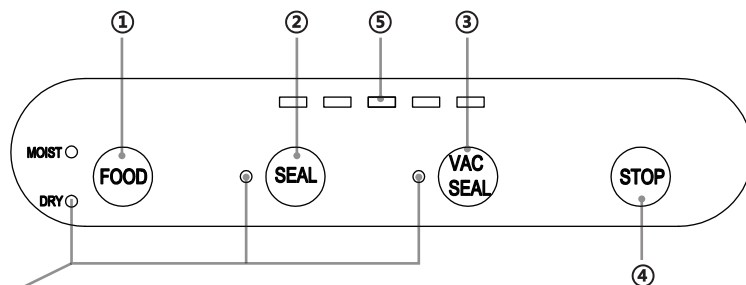 ① ② ⑤ ③
MOIST
FOOD SEAL VAC SEAL STOP
DRY
④